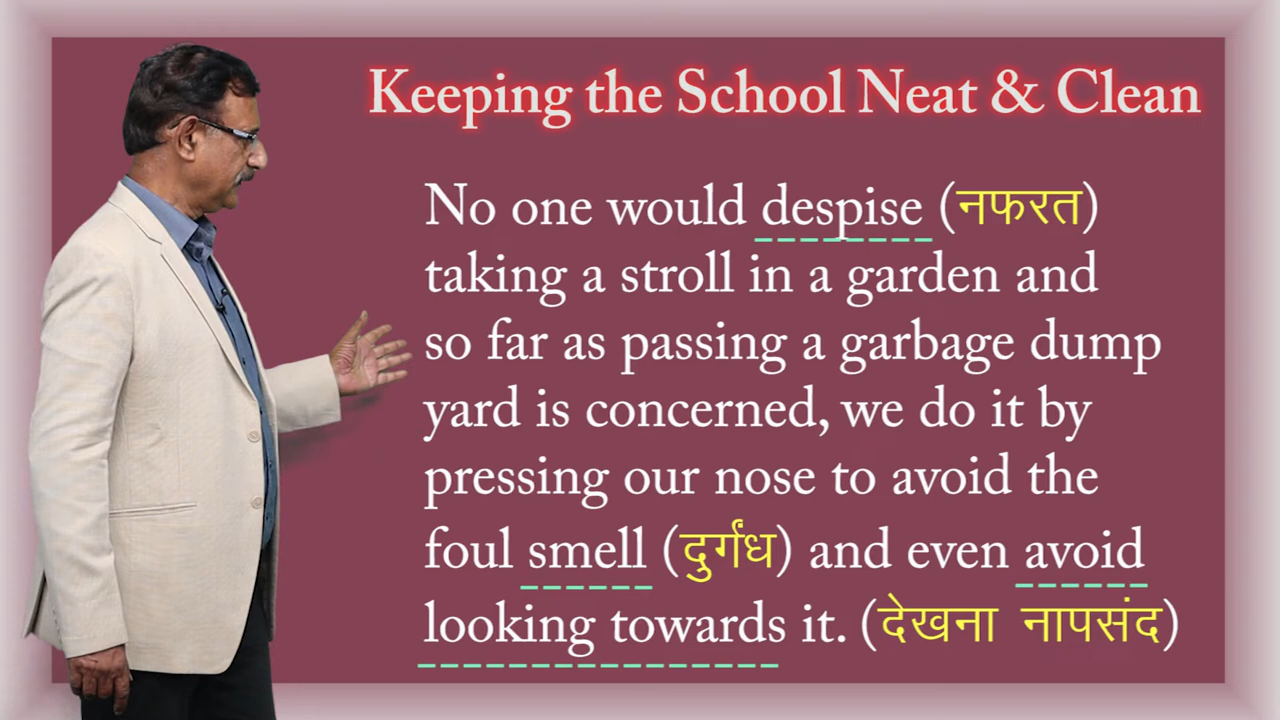 Keeping the School Neat & Clean
No one would despise (नफरत)
taking a stroll in a garden and
so far as passing a garbage dump
yard is concerned, we do it by
pressing our nose to avoid the
foul smell (दुर्गंध) and even avoid
looking towards it. (देखना नापसंद)